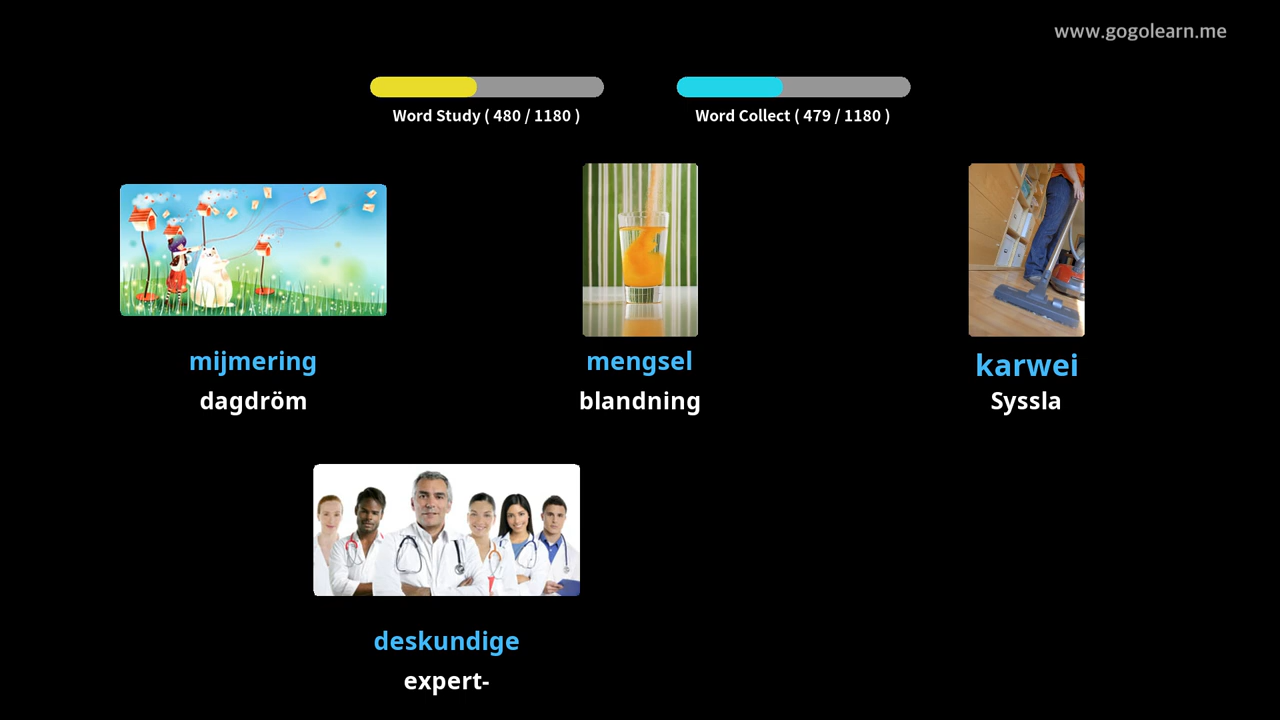 www.gogolearn.me
Word Study ( 480 / 1180 )
Word Collect ( 479 / 1180 )
mijmering
dagdröm
mengsel
blandning
karwei
Syssla
deskundige
expert-